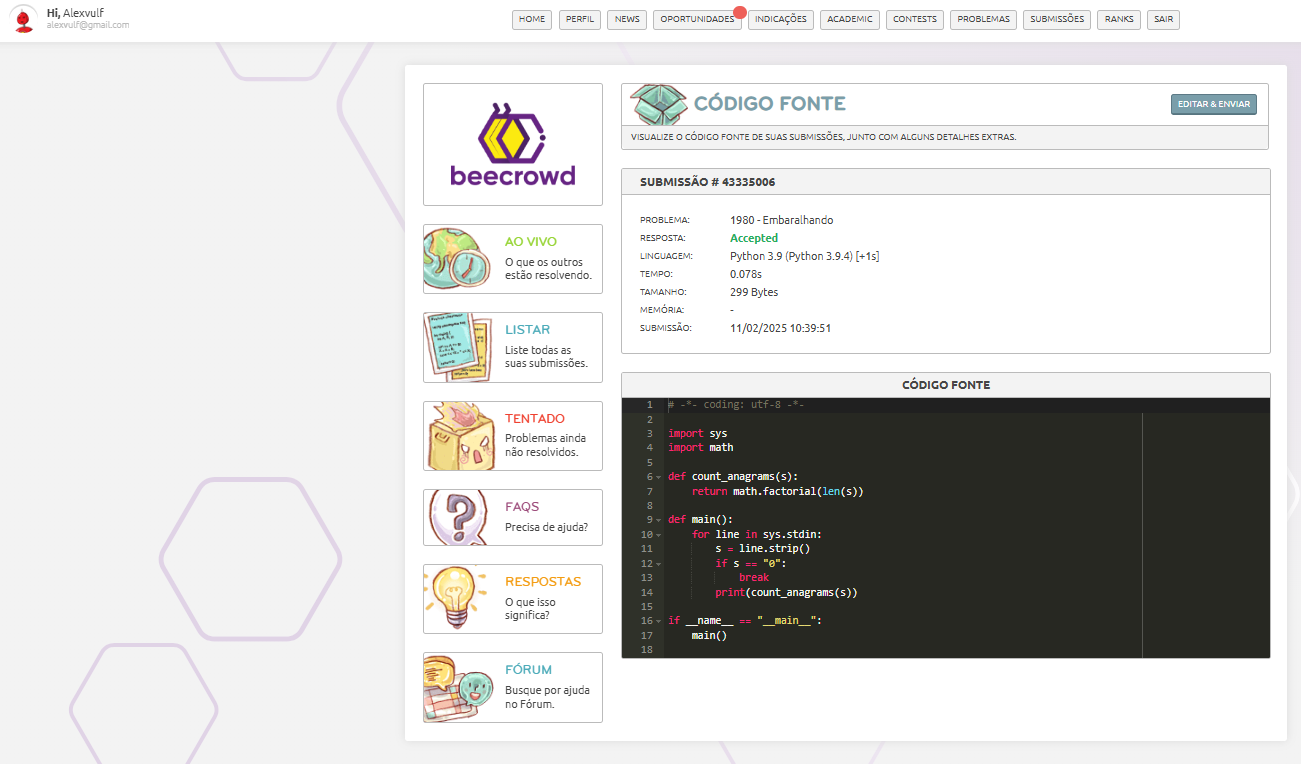 Hi, Alexvulf
alexvulf@gmail.com
HOME PERFIL NEWS OPORTUNIDADES INDICAÇÕES ACADEMIC CONTESTS PROBLEMAS SUBMISSÕES RANKS SAIR
beecrowd
AO VIVO
O que os outros
estão resolvendo.
LISTAR
Liste todas as
suas submissões.
TENTADO
Problemas ainda
não resolvidos.
FAQS
Precisa de ajuda?
RESPOSTAS
O que isso
significa?
FÓRUM
Busque por ajuda
no Fórum.
CÓDIGO FONTE
EDITAR & ENVIAR
VISUALIZE O CÓDIGO FONTE DE SUAS SUBMISSÕES, JUNTO COM ALGUNS DETALHES EXTRAS.
SUBMISSÃO # 43335006
PROBLEMA: 1980 - Embaralhando
RESPOSTA: Accepted
LINGUAGEM: Python 3.9 (Python 3.9.4) [+1s]
TEMPO: 0.078s
TAMANHO: 299 Bytes
MEMÓRIA: -
SUBMISSÃO: 11/02/2025 10:39:51
CÓDIGO FONTE
1 # -*- coding: utf-8 -*-
2
3 import sys
4 import math
5
6 def count_anagrams(s):
7     return math.factorial(len(s))
8
9 def main():
10     for line in sys.stdin:
11         s = line.strip()
12         if s == "0":
13             break
14         print(count_anagrams(s))
15
16 if __name__ == "__main__":
17     main()
18